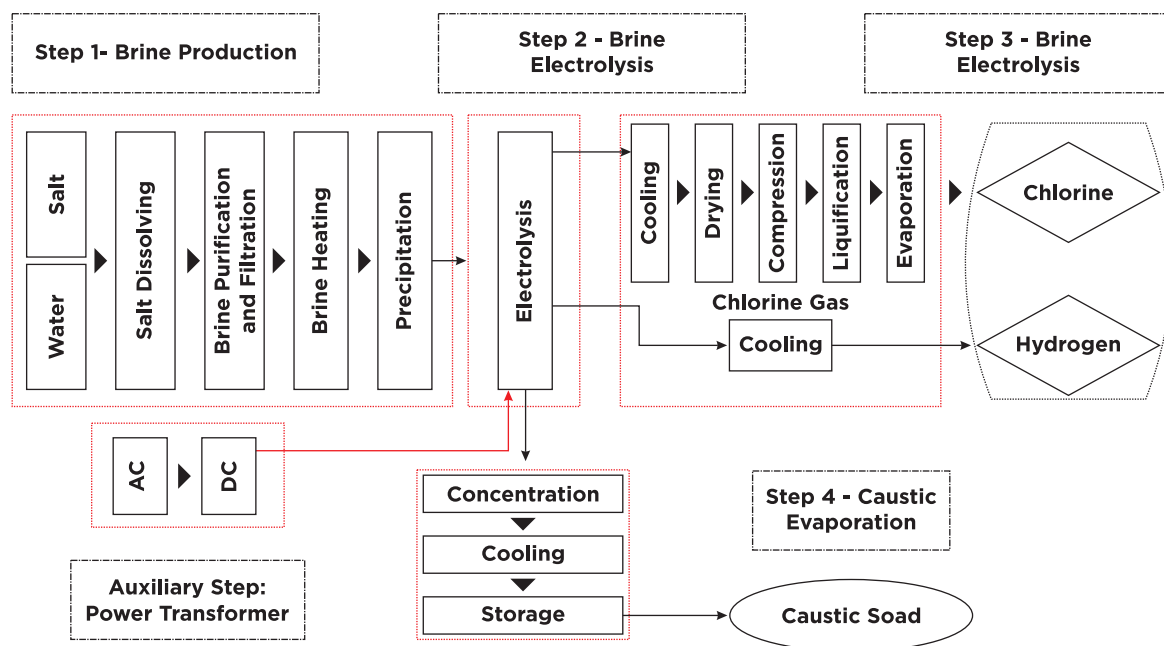 Step 1- Brine Production
Step 2 - Brine
Electrolysis
Step 3 - Brine
Electrolysis
Salt
Water
Salt Dissolving
Brine Purification
and Filtration
Brine Heating
Precipitation
Electrolysis
Cooling
Drying
Compression
Liquification
Evaporation
Chlorine Gas
Cooling
Chlorine
Hydrogen
AC
DC
Auxiliary Step:
Power Transformer
Concentration
Cooling
Storage
Step 4 - Caustic
Evaporation
Caustic Soad